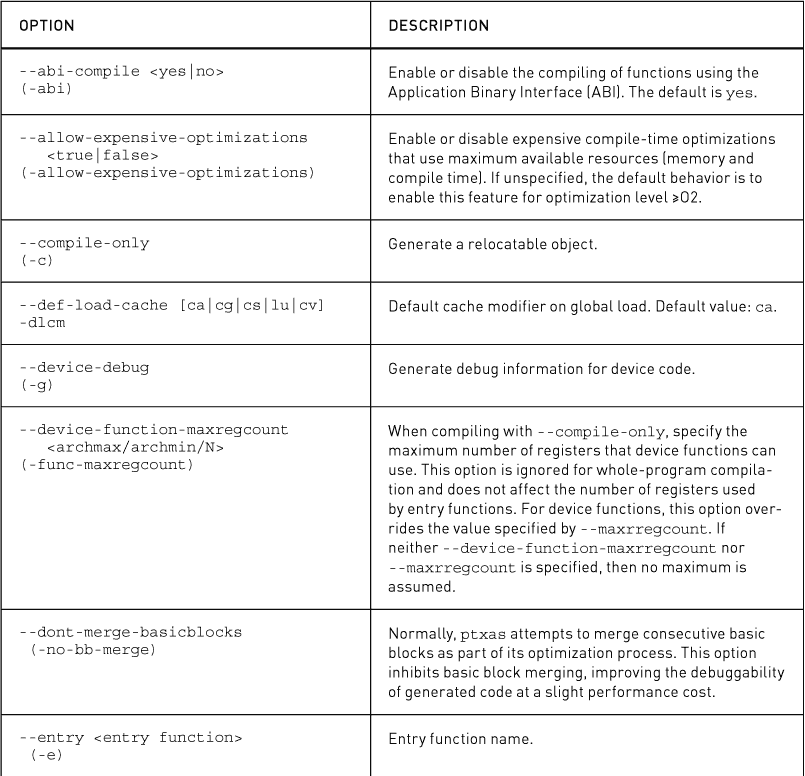 OPTION
DESCRIPTION
--abi-compile <yes|no>
(-abi)
Enable or disable the compiling of functions using the
Application Binary Interface (ABI). The default is yes.
--allow-expensive-optimizations
<true|false>
(-allow-expensive-optimizations)
Enable or disable expensive compile-time optimizations
that use maximum available resources (memory and
compile time). If unspecified, the default behavior is to
enable this feature for optimization level ≥O2.
--compile-only
(-c)
Generate a relocatable object.
--def-load-cache [ca|cg|cs|lu|cv]
-dlcm
Default cache modifier on global load. Default value: ca.
--device-debug
(-g)
Generate debug information for device code.
--device-function-maxregcount
<archmax/archmin/N>
(-func-maxregcount)
When compiling with --compile-only, specify the
maximum number of registers that device functions can
use. This option is ignored for whole-program compila-
tion and does not affect the number of registers used
by entry functions. For device functions, this option over-
rides the value specified by --maxrregcount. If
neither --device-function-maxrregcount nor
--maxrregcount is specified, then no maximum is
assumed.
--dont-merge-basicblocks
(-no-bb-merge)
Normally, ptxas attempts to merge consecutive basic
blocks as part of its optimization process. This option
inhibits basic block merging, improving the debuggability
of generated code at a slight performance cost.
--entry <entry function>
(-e)
Entry function name.